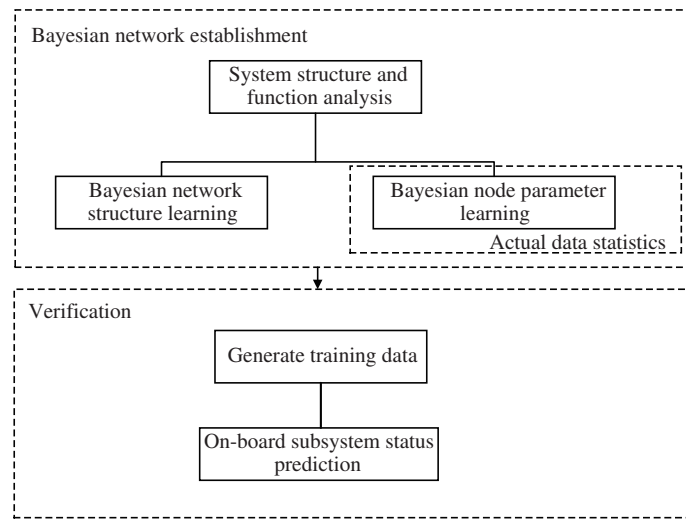 Bayesian network establishment
System structure and
function analysis
Bayesian network
structure learning
Bayesian node parameter
learning
Actual data statistics
Verification
Generate training data
On-board subsystem status
prediction